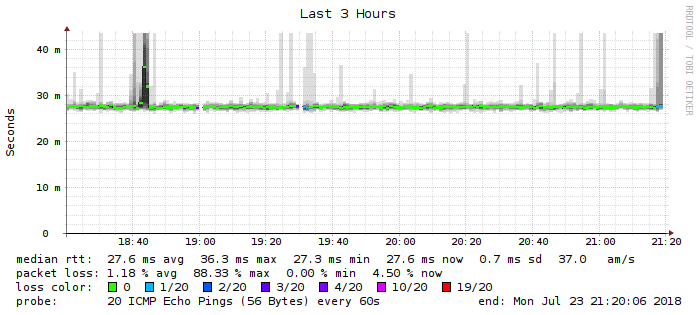 Last 3 Hours
RRDTOOL / TOBI OETIKER
Seconds
40 m
30 m
20 m
10 m
0
18:40 19:00 19:20 19:40 20:00 20:20 20:40 21:00 21:20
median rtt: 27.6 ms avg 36.3 ms max 27.3 ms min 27.6 ms now 0.7 ms sd 37.0 am/s
packet loss: 1.18 % avg 88.33 % max 0.00 % min 4.50 % now
loss color: 0 1/20 2/20 3/20 4/20 10/20 19/20
probe: 20 ICMP Echo Pings (56 Bytes) every 60s end: Mon Jul 23 21:20:06 2018